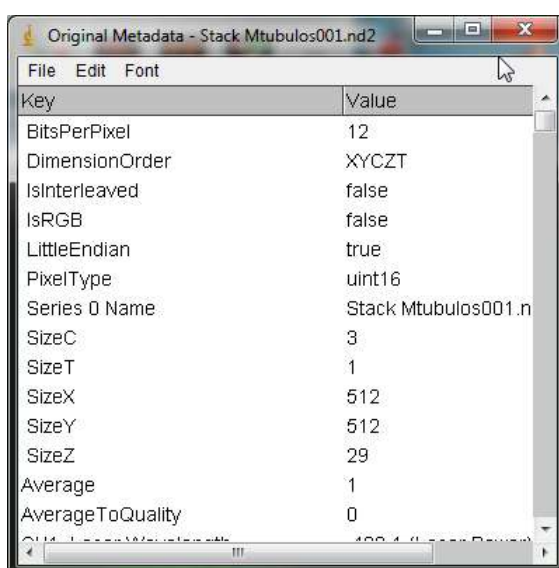 Original Metadata - Stack Mtubulos001.nd2
File Edit Font
Key Value
BitsPerPixel 12
DimensionOrder XYCZT
IsInterleaved false
IsRGB false
LittleEndian true
PixelType uint16
Series 0 Name Stack Mtubulos001.n
SizeC 3
SizeT 1
SizeX 512
SizeY 512
SizeZ 29
Average 1
AverageToQuality 0